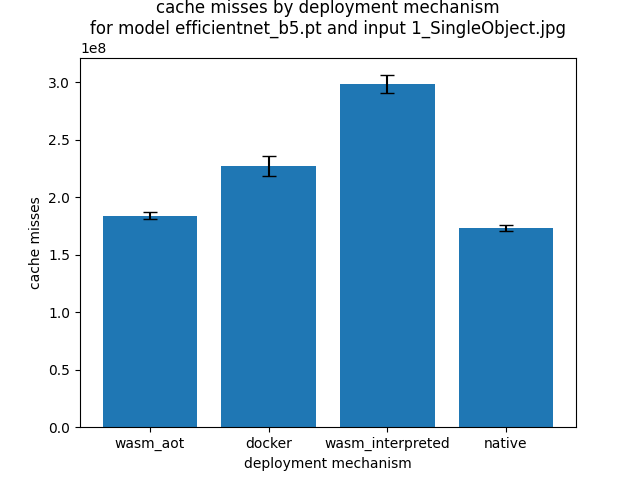 cache misses by deployment mechanism
for model efficientnet_b5.pt and input 1_SingleObject.jpg
1e8
3.0
2.5
2.0
1.5
1.0
0.5
0.0
cache misses
wasm_aot docker wasm_interpreted native
deployment mechanism